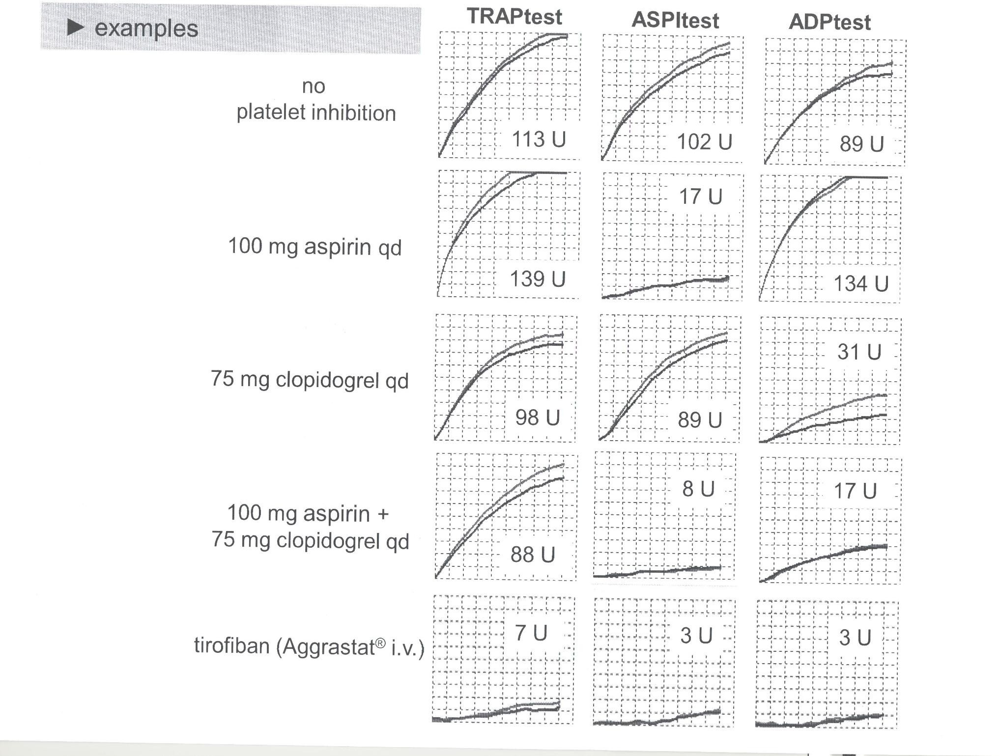 ► examples
TRAPtest ASPItest ADPtest
no
platelet inhibition
113 U 102 U 89 U
100 mg aspirin qd
139 U 17 U 134 U
75 mg clopidogrel qd
98 U 89 U 31 U
100 mg aspirin +
75 mg clopidogrel qd
88 U 8 U 17 U
tirofiban (Aggrastat® i.v.)
7 U 3 U 3 U